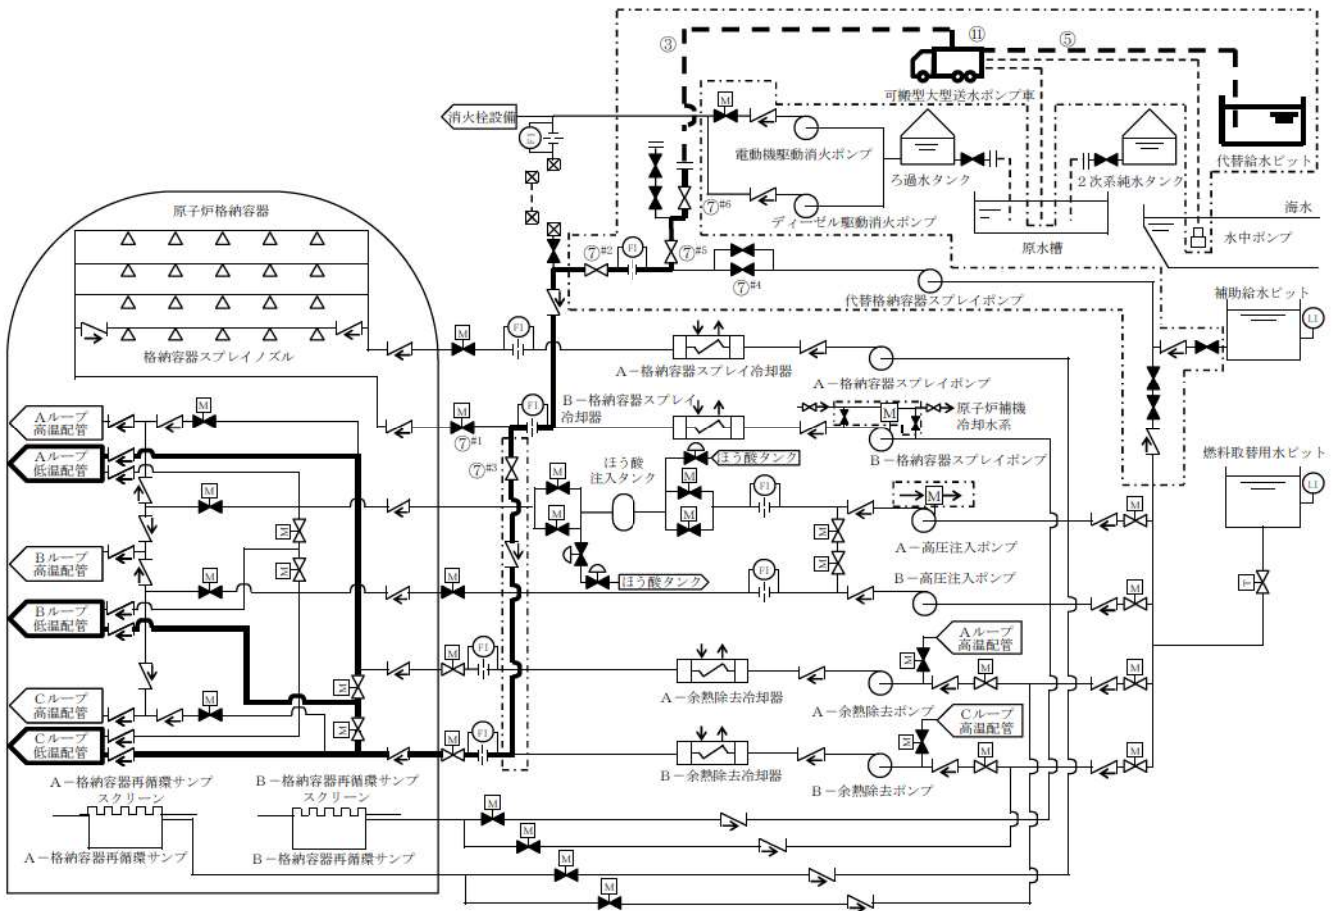 ③
⑪
⑤
可搬型大型送水ポンプ車
代替給水ピット
消火栓設備
M
FI
電動機駆動消火ポンプ
ろ過水タンク
2次系純水タンク
⑦#6
ディーゼル駆動消火ポンプ
原水槽
海水
水中ポンプ
原子炉格納容器
⑦#2
FI
⑦#5
⑦#4
代替格納容器スプレイポンプ
補助給水ピット
LI
格納容器スプレイノズル
M
FI
A-格納容器スプレイ冷却器
A-格納容器スプレイポンプ
B-格納容器スプレイ
冷却器
M
⑦#1
FI
M
原子炉補機
冷却水系
B-格納容器スプレイポンプ
Aループ
高温配管
M
Aループ
低温配管
⑦#3
ほう酸
注入タンク
ほう酸タンク
燃料取替用水ピット
LI
M
M
M
M
M
FI
M
A-高圧注入ポンプ
M
M
M
M
M
Bループ
高温配管
ほう酸タンク
B-高圧注入ポンプ
M
M
FI
M
T
Bループ
低温配管
Aループ
高温配管
M
FI
M
M
M
M
A-余熱除去冷却器
A-余熱除去ポンプ
Cループ
高温配管
M
M
Cループ
高温配管
Cループ
低温配管
M
FI
M
M
M
B-余熱除去冷却器
B-余熱除去ポンプ
A-格納容器再循環サンプ
スクリーン
B-格納容器再循環サンプ
スクリーン
A-格納容器再循環サンプ
B-格納容器再循環サンプ
M
M
M
M